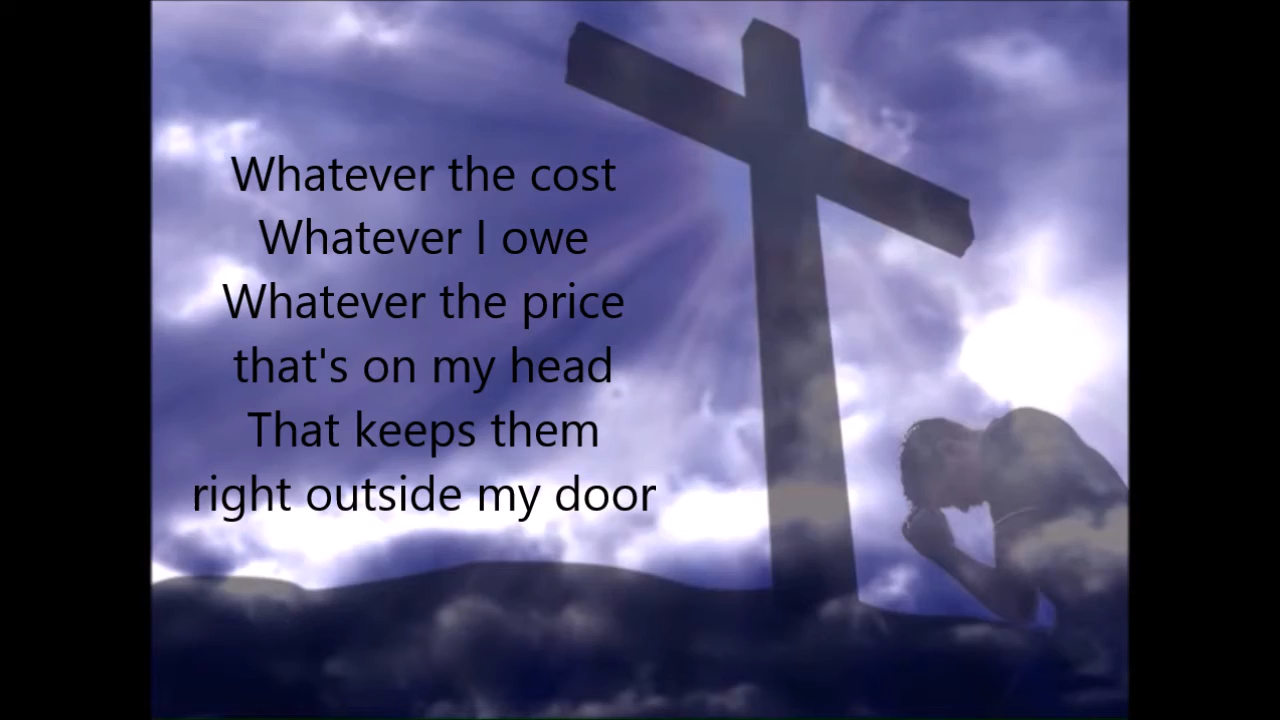 Whatever the cost
Whatever I owe
Whatever the price
that's on my head
That keeps them
right outside my door